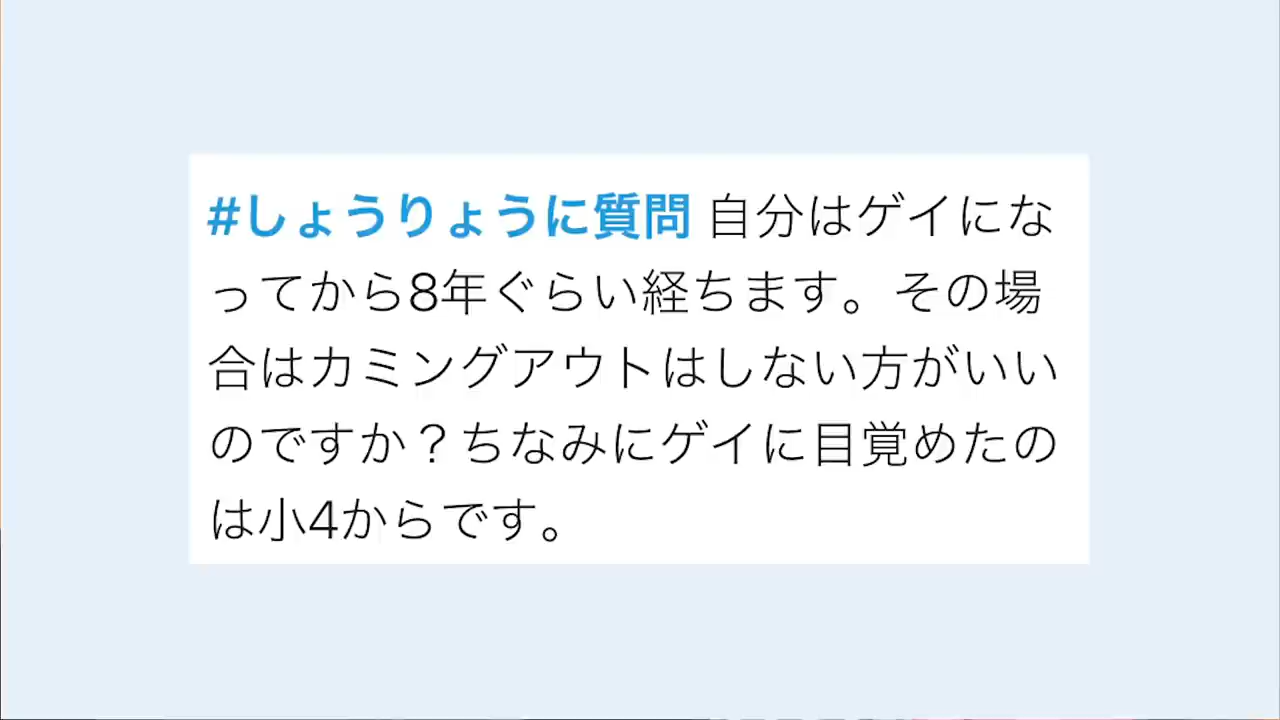 #しょうりょうに質問 自分はゲイにな
ってから8年ぐらい経ちます。その場
合はカミングアウトはしない方がいい
のですか？ちなみにゲイに目覚めたの
は小4からです。